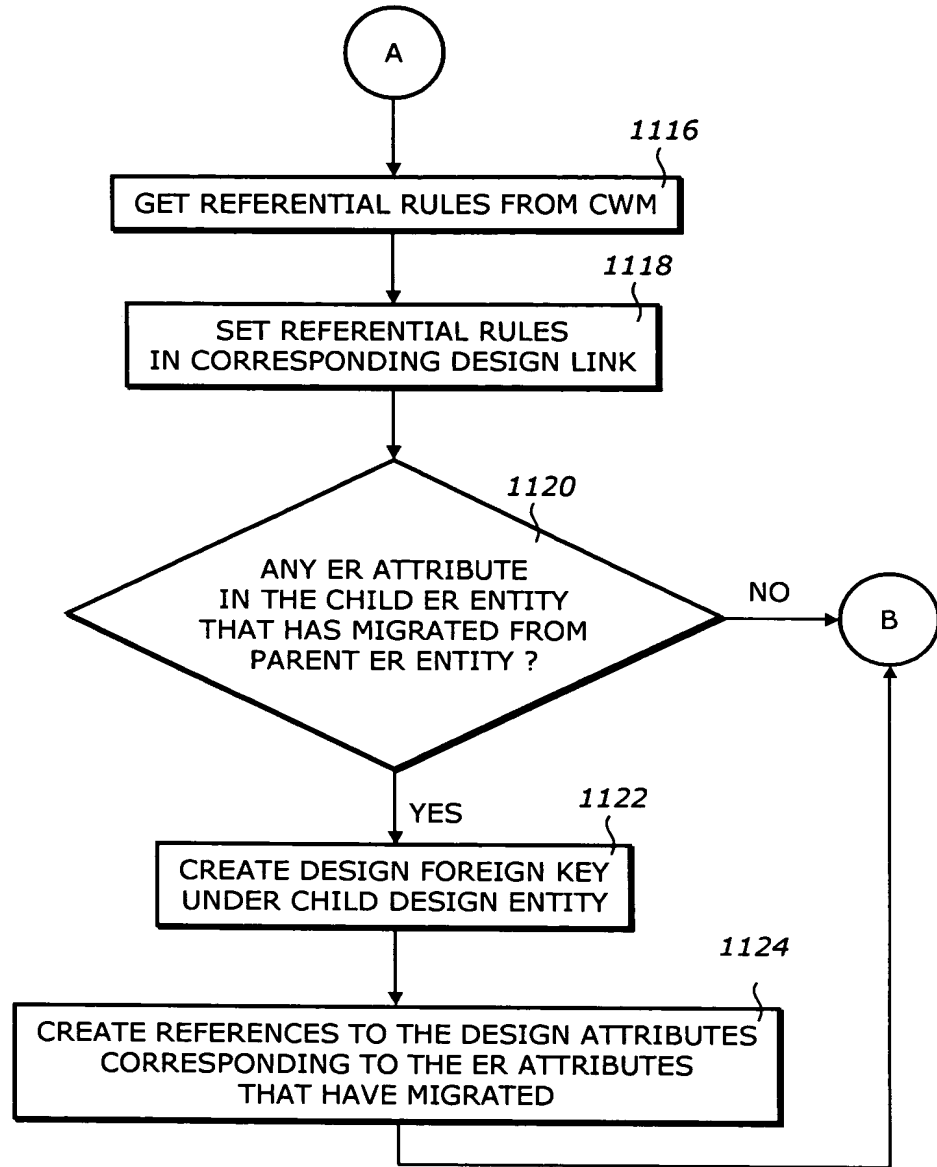 A
1116
GET REFERENTIAL RULES FROM CWM
1118
SET REFERENTIAL RULES
IN CORRESPONDING DESIGN LINK
1120
ANY ER ATTRIBUTE
IN THE CHILD ER ENTITY
THAT HAS MIGRATED FROM
PARENT ER ENTITY ?
NO
B
YES
1122
CREATE DESIGN FOREIGN KEY
UNDER CHILD DESIGN ENTITY
1124
CREATE REFERENCES TO THE DESIGN ATTRIBUTES
CORRESPONDING TO THE ER ATTRIBUTES
THAT HAVE MIGRATED